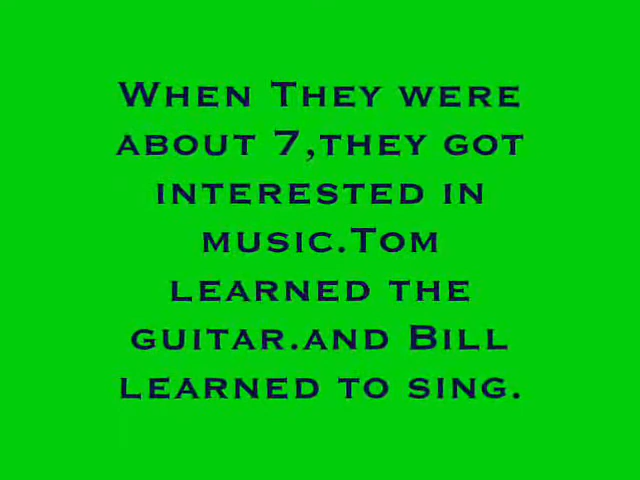 When They were
about 7,they got
interested in
music.Tom
learned the
guitar.and Bill
learned to sing.